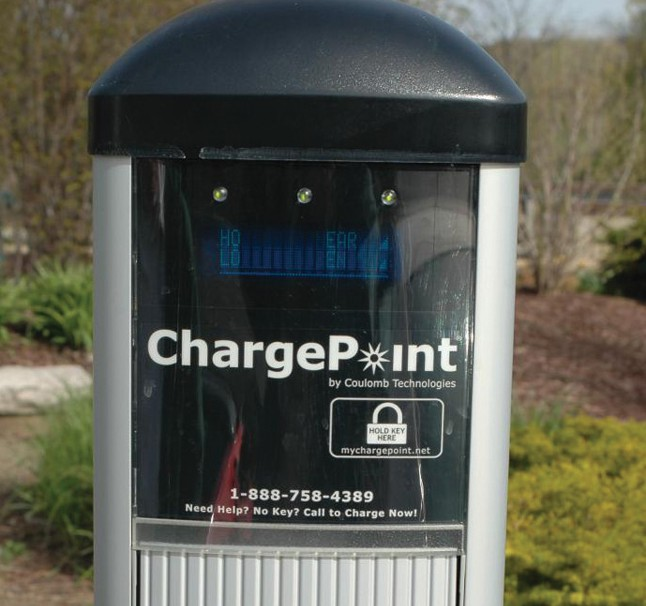 ChargePoint
by Coulomb Technologies
HOLD KEY
HERE
mychargepoint.net
1-888-758-4389
Need Help? No Key? Call to Charge Now!